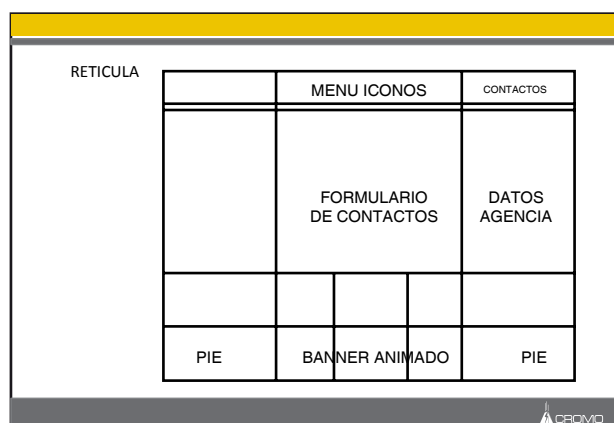 RETICULA
MENU ICONOS
CONTACTOS
FORMULARIO
DE CONTACTOS
DATOS
AGENCIA
PIE
BANNER ANIMADO
PIE
CROMO